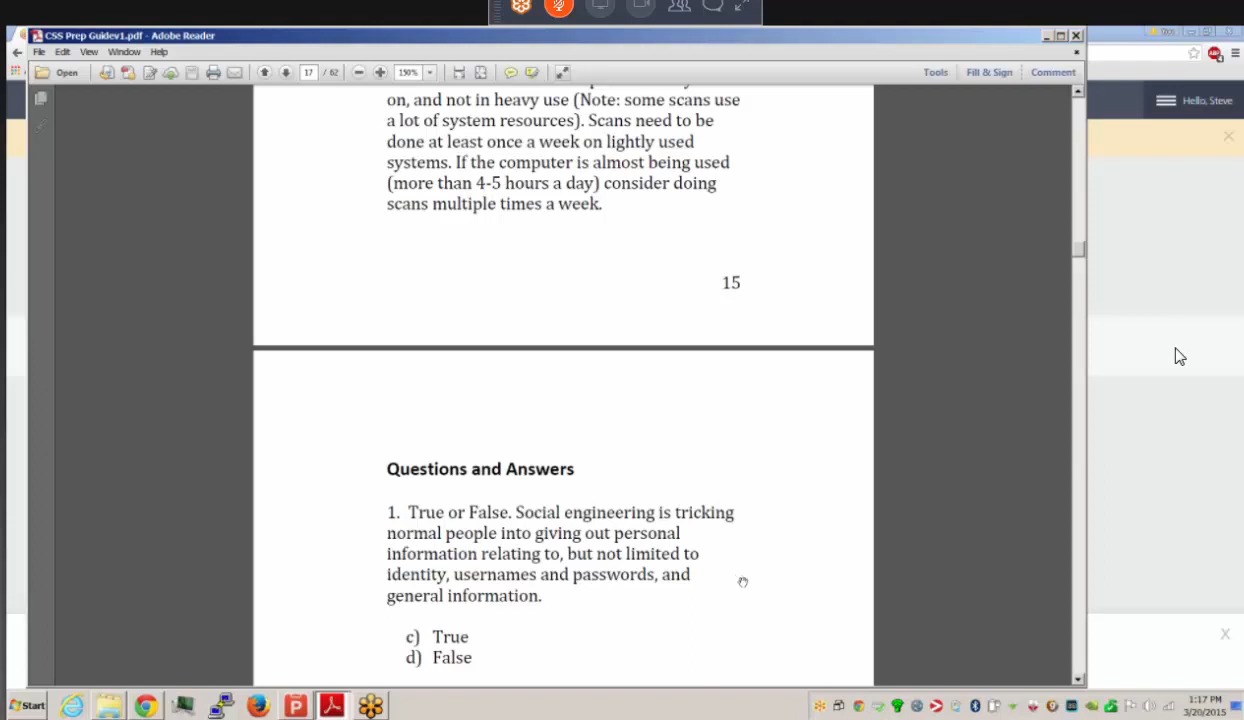 CSS Prep Guidev1.pdf - Adobe Reader
File Edit View Window Help
Open 17 / 62 150% Tools Fill & Sign Comment
Hello, Steve
on, and not in heavy use (Note: some scans use
a lot of system resources). Scans need to be
done at least once a week on lightly used
systems. If the computer is almost being used
(more than 4-5 hours a day) consider doing
scans multiple times a week.
15
Questions and Answers
1. True or False. Social engineering is tricking
normal people into giving out personal
information relating to, but not limited to
identity, usernames and passwords, and
general information.
c) True
d) False
Start
1:17 PM
3/20/2015